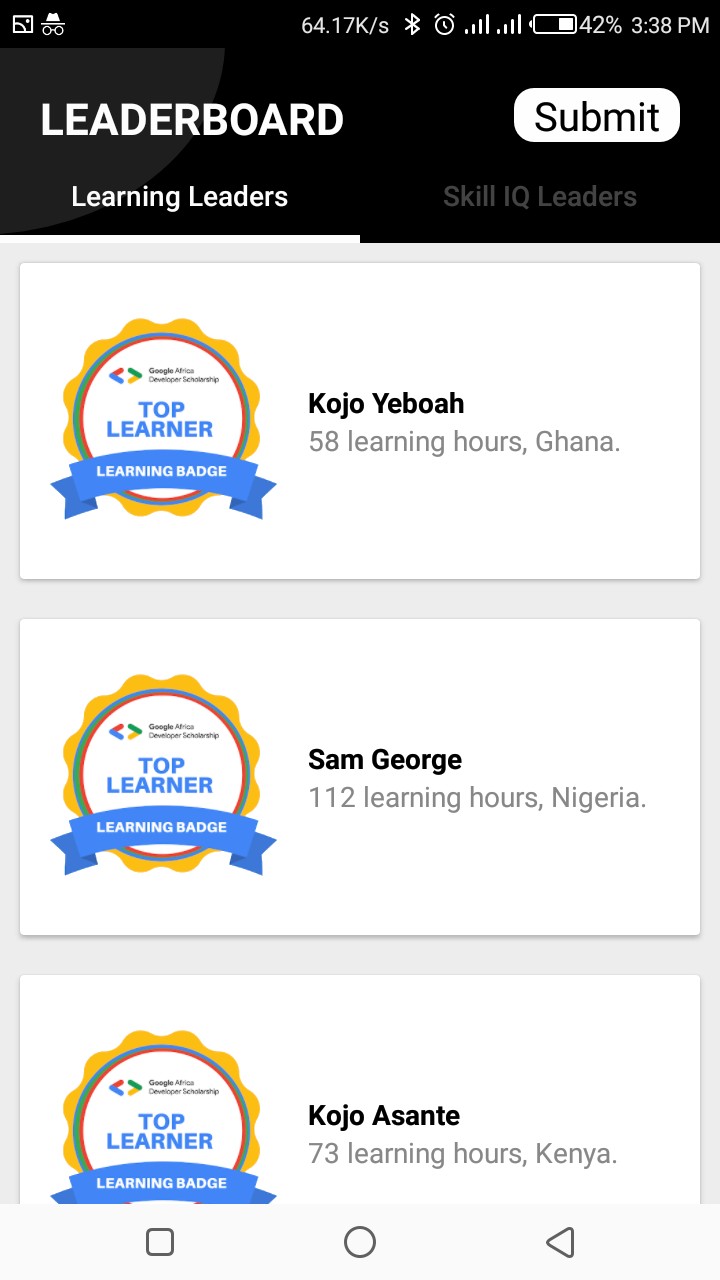 64.17K/s 42% 3:38 PM
LEADERBOARD
Submit
Learning Leaders
Skill IQ Leaders
Google Africa
Developer Scholarship
TOP
LEARNER
LEARNING BADGE
Kojo Yeboah
58 learning hours, Ghana.
Google Africa
Developer Scholarship
TOP
LEARNER
LEARNING BADGE
Sam George
112 learning hours, Nigeria.
Google Africa
Developer Scholarship
TOP
LEARNER
LEARNING BADGE
Kojo Asante
73 learning hours, Kenya.